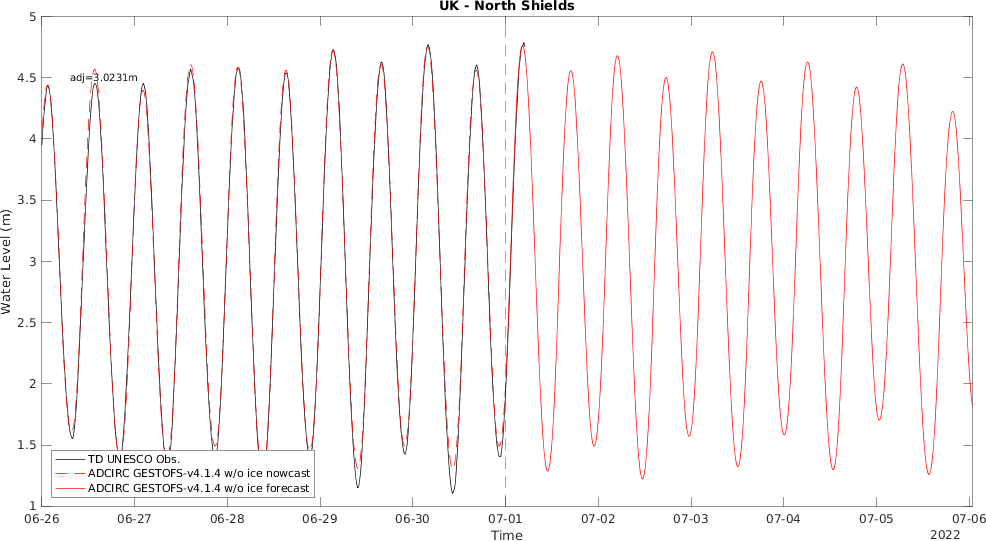 UK - North Shields
5
4.5
4
3.5
3
2.5
2
1.5
1
Water Level (m)
adj=3.0231m
TD UNESCO Obs.
ADCIRC GESTOFS-v4.1.4 w/o ice nowcast
ADCIRC GESTOFS-v4.1.4 w/o ice forecast
06-26 06-27 06-28 06-29 06-30 07-01 07-02 07-03 07-04 07-05 07-06
Time
2022